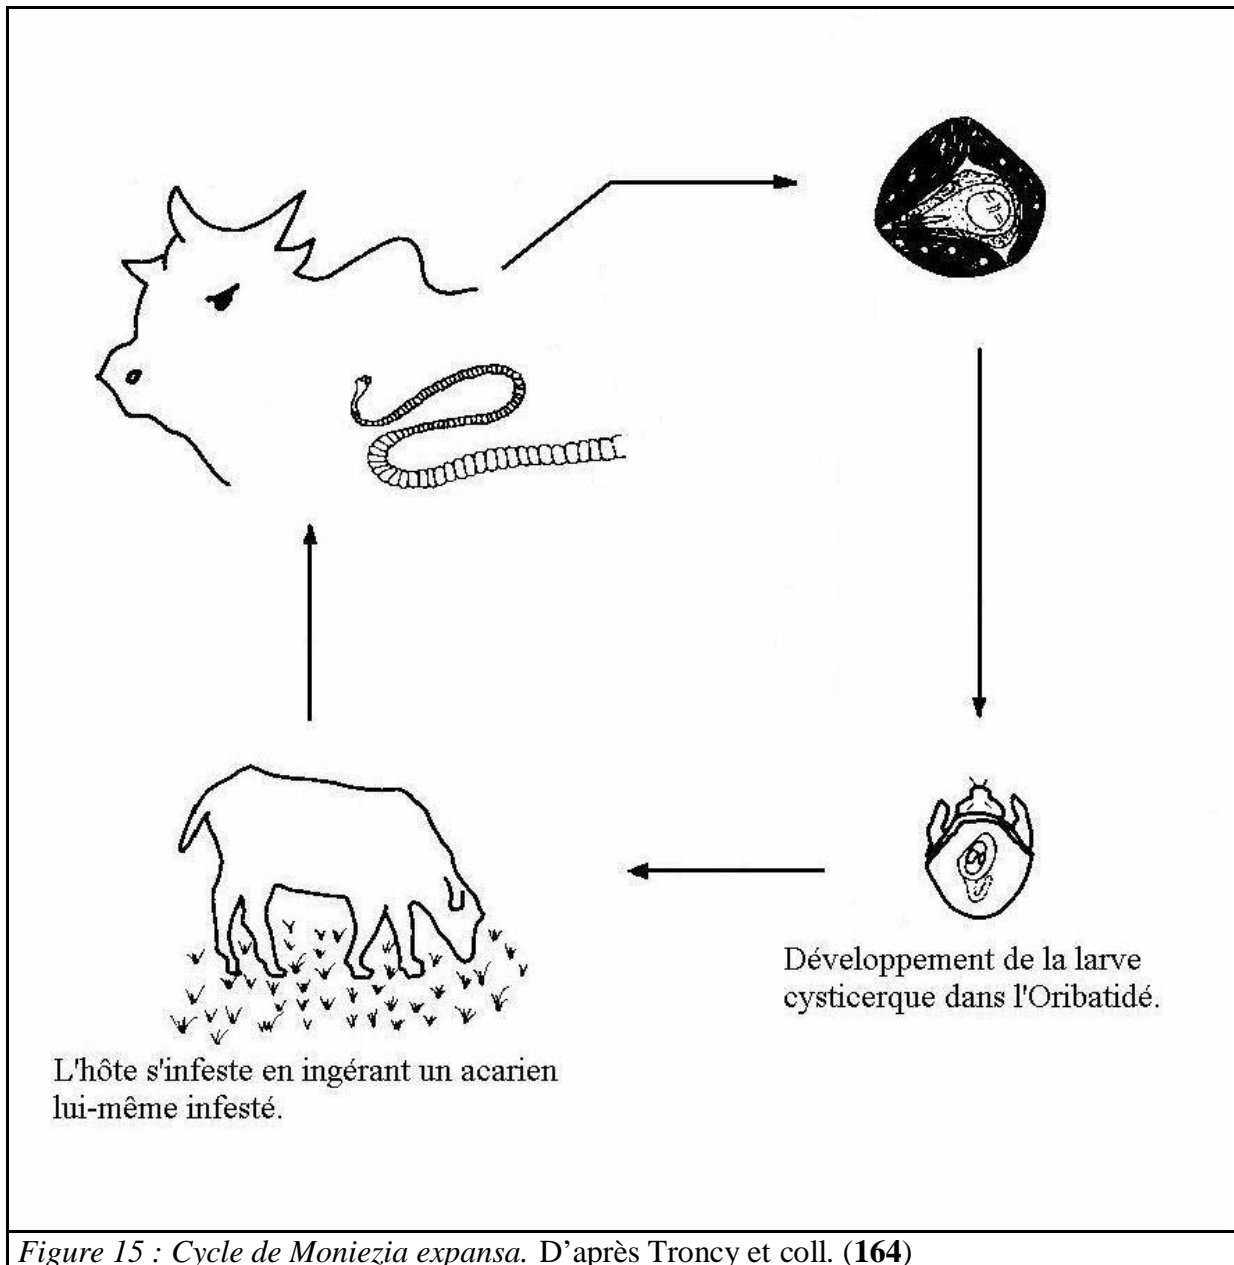 Développement de la larve
cysticerque dans l'Oribatidé.
L'hôte s'infeste en ingérant un acarien
lui-même infesté.
Figure 15 : Cycle de Moniezia expansa. D’après Troncy et coll. (164)